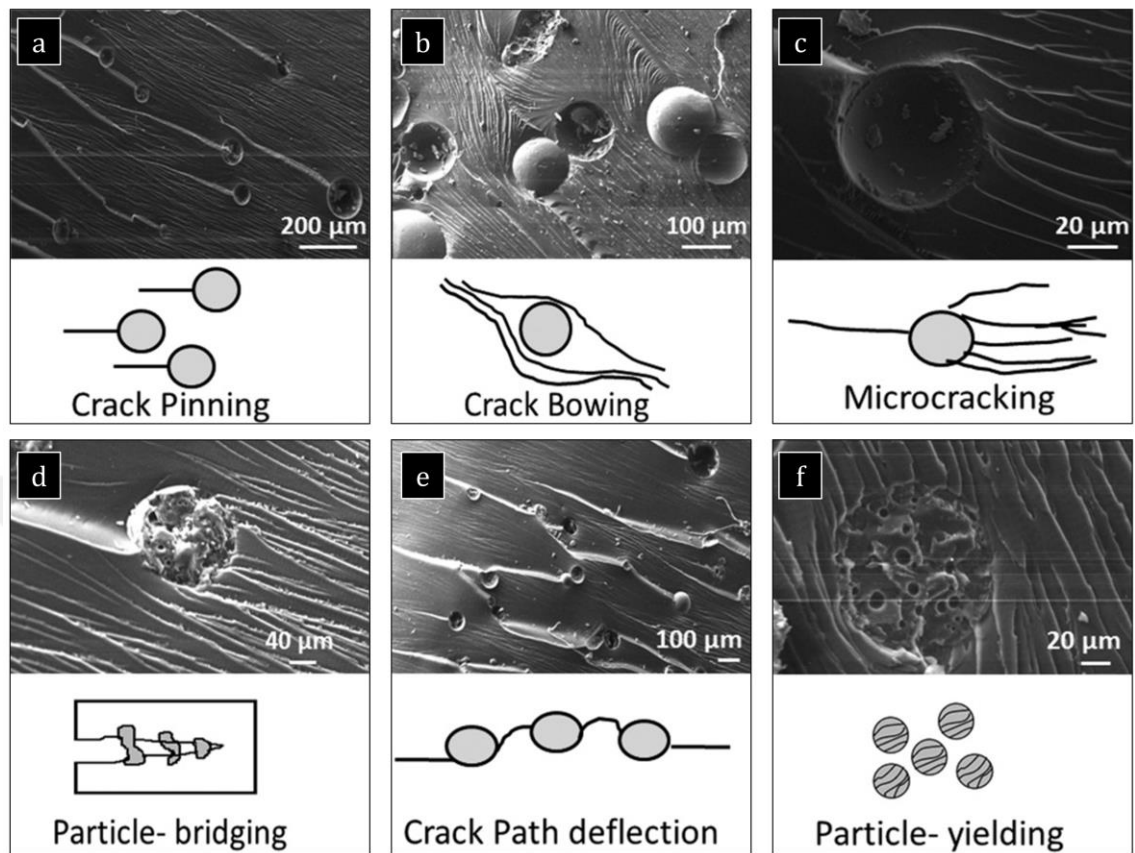 a
b
c
200 µm
100 µm
20 µm
Crack Pinning
Crack Bowing
Microcracking
d
e
f
40 µm
100 µm
20 µm
Particle- bridging
Crack Path deflection
Particle- yielding